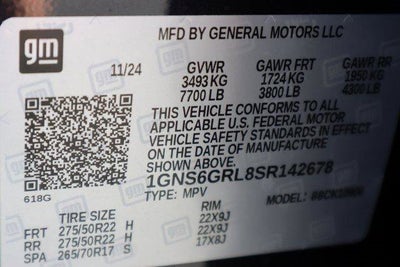 gm
MFD BY GENERAL MOTORS LLC
11/24 GVWR GAWR FRT GAWR RR
3493 KG 1724 KG 1950 KG
7700 LB 3800 LB 4300 LB
THIS VEHICLE CONFORMS TO ALL
APPLICABLE U.S. FEDERAL MOTOR
VEHICLE SAFETY STANDARDS IN EFFECT
ON THE DATE OF MANUFACTURE
SHOWN ABOVE.
618G
1GNS6GRL8SR142678
TYPE: MPV MODEL:
TIRE SIZE RIM
FRT 275/50R22 H 22X9J
RR 275/50R22 H 22X9J
SPA 265/70R17 S 17X8J